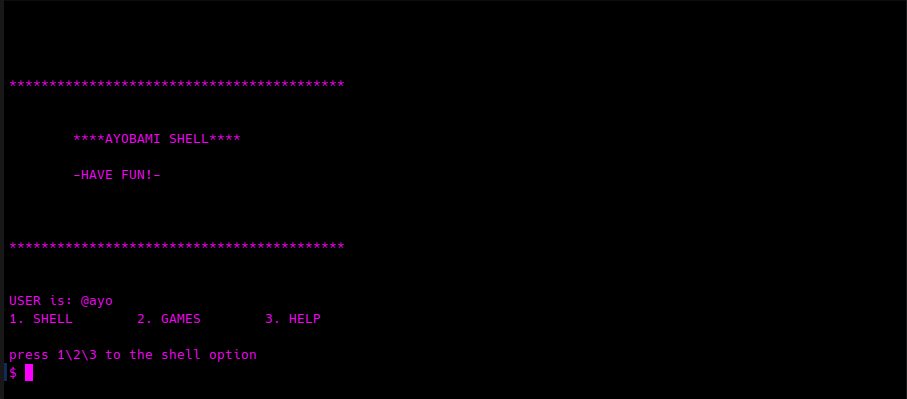 ******************************************
****AYOBAMI SHELL****
-HAVE FUN!-
******************************************
USER is: @ayo
1. SHELL        2. GAMES        3. HELP
press 1\2\3 to the shell option
$